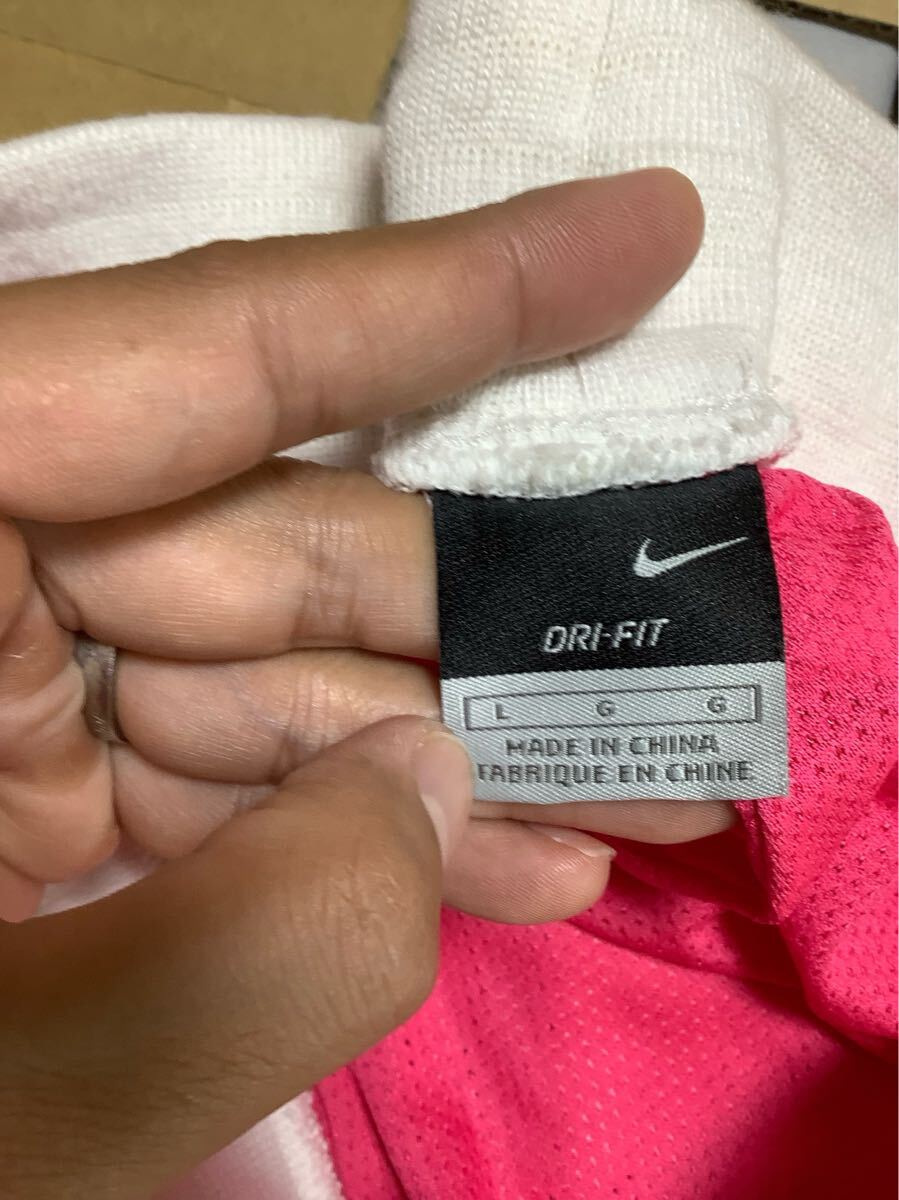 DRI-FIT
L G G
MADE IN CHINA
FABRIQUE EN CHINE